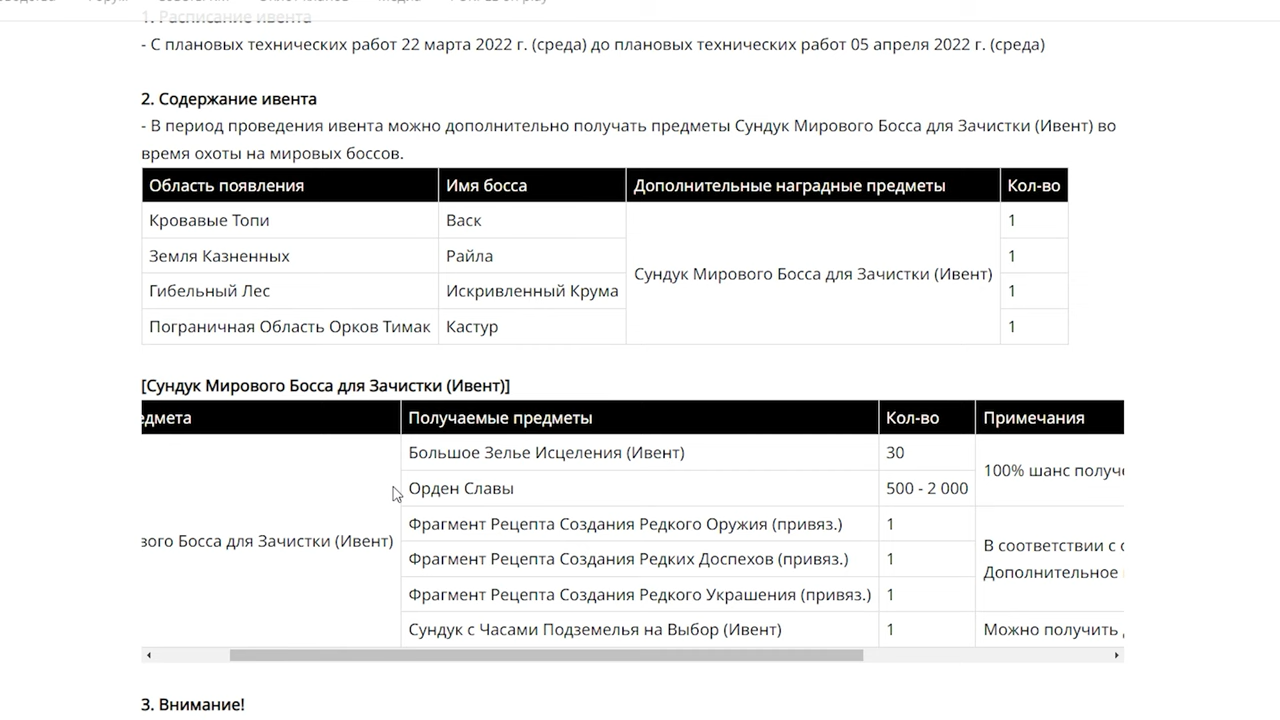 1. Расписание ивента
- С плановых технических работ 22 марта 2022 г. (среда) до плановых технических работ 05 апреля 2022 г. (среда)
2. Содержание ивента
- В период проведения ивента можно дополнительно получать предметы Сундук Мирового Босса для Зачистки (Ивент) во
время охоты на мировых боссов.
Область появления Имя босса Дополнительные наградные предметы Кол-во
Кровавые Топи Васк 1
Земля Казненных Райла 1
Сундук Мирового Босса для Зачистки (Ивент)
Гибельный Лес Искривленный Крума 1
Пограничная Область Орков Тимак Кастур 1
[Сундук Мирового Босса для Зачистки (Ивент)]
едмета Получаемые предметы Кол-во Примечания
Большое Зелье Исцеления (Ивент) 30
100% шанс получе
Орден Славы 500 - 2 000
Фрагмент Рецепта Создания Редкого Оружия (привяз.) 1
вого Босса для Зачистки (Ивент)
В соответствии с
Фрагмент Рецепта Создания Редких Доспехов (привяз.) 1
Дополнительное
Фрагмент Рецепта Создания Редкого Украшения (привяз.) 1
Сундук с Часами Подземелья на Выбор (Ивент) 1 Можно получить
3. Внимание!